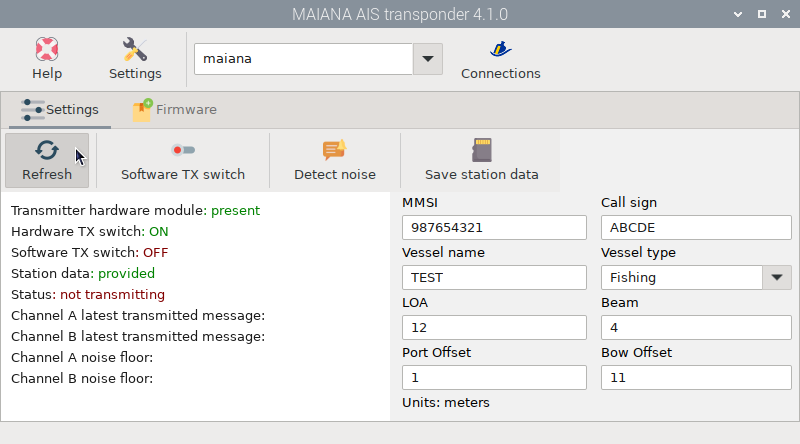 MAIANA AIS transponder 4.1.0
Help
Settings
maiana
Connections
Settings
Firmware
Refresh
Software TX switch
Detect noise
Save station data
Transmitter hardware module: present
Hardware TX switch: ON
Software TX switch: OFF
Station data: provided
Status: not transmitting
Channel A latest transmitted message:
Channel B latest transmitted message:
Channel A noise floor:
Channel B noise floor:
MMSI
Call sign
987654321
ABCDE
Vessel name
Vessel type
TEST
Fishing
LOA
Beam
12
4
Port Offset
Bow Offset
1
11
Units: meters